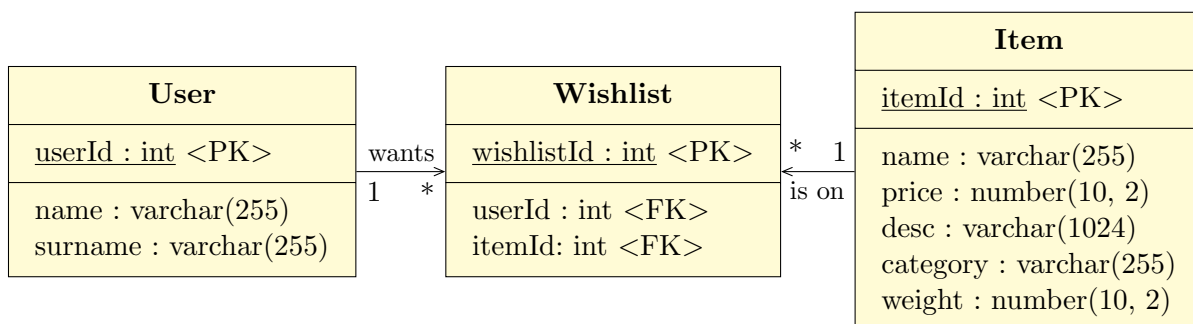 User
userId : int <PK>
name : varchar(255)
surname : varchar(255)
wants
1 *
Wishlist
wishlistId : int <PK>
userId : int <FK>
itemId: int <FK>
* 1
is on
Item
itemId : int <PK>
name : varchar(255)
price : number(10, 2)
desc : varchar(1024)
category : varchar(255)
weight : number(10, 2)